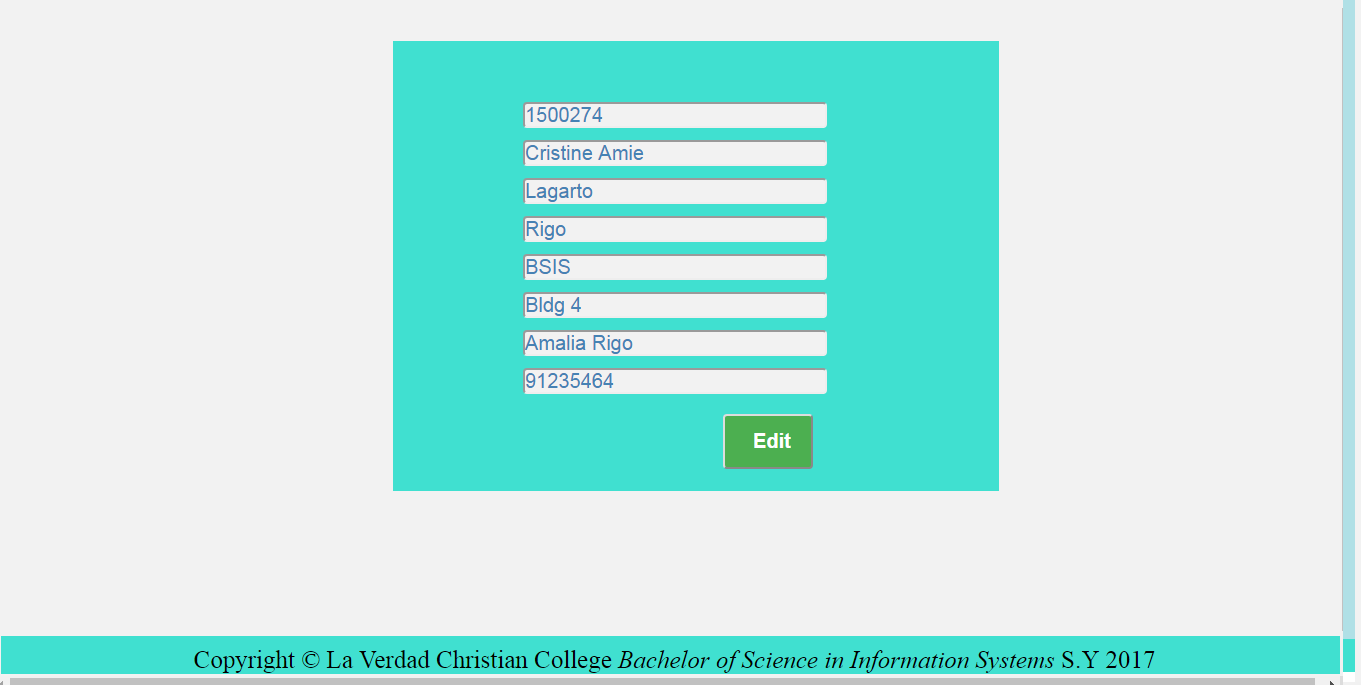 1500274
Cristine Amie
Lagarto
Rigo
BSIS
Bldg 4
Amalia Rigo
91235464
Edit
Copyright © La Verdad Christian College Bachelor of Science in Information Systems S.Y 2017